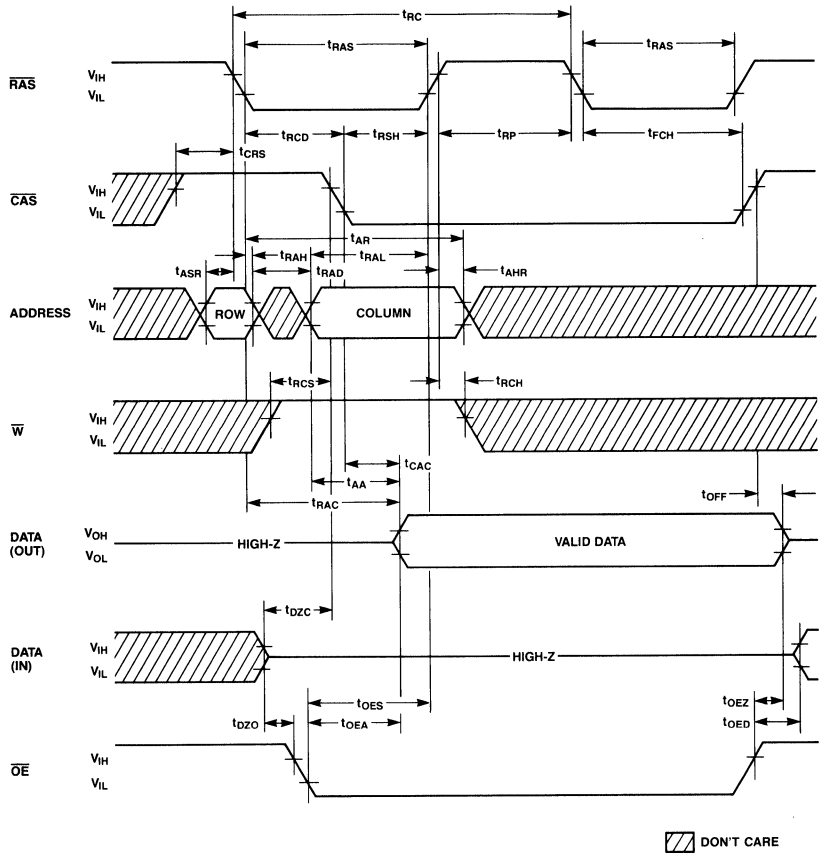 tRC
tRAS
tRAS
RAS
VIH
VIL
tRCD
tRSH
tRP
tFCH
tCRS
CAS
VIH
VIL
tAR
tASR
tRAH
tRAL
tRAD
tAHR
ADDRESS
VIH
VIL
ROW
COLUMN
tRCS
tRCH
W
VIH
VIL
tCAC
tAA
tRAC
tOFF
DATA
(OUT)
VOH
VOL
HIGH-Z
VALID DATA
tDZC
DATA
(IN)
VIH
VIL
HIGH-Z
tOES
tOEZ
tDZO
tOEA
tOED
OE
VIH
VIL
DON'T CARE